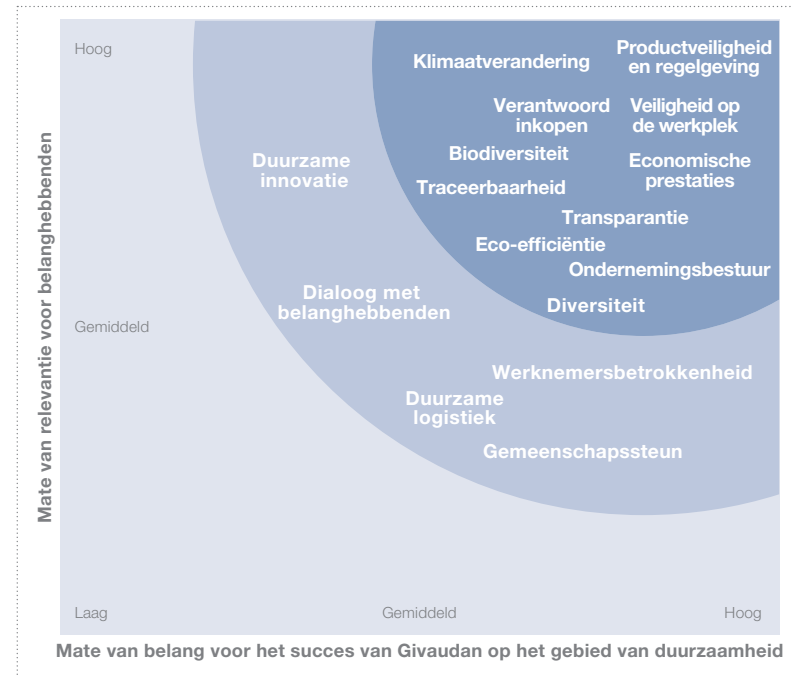 Hoog
Klimaatverandering
Productveiligheid
en regelgeving
Verantwoord
inkopen
Veiligheid op
de werkplek
Biodiversiteit
Duurzame
innovatie
Economische
prestaties
Traceerbaarheid
Transparantie
Eco-efficiëntie
Ondernemingsbestuur
Dialoog met
belanghebbenden
Diversiteit
Gemiddeld
Werknemersbetrokkenheid
Duurzame
logistiek
Gemeenschapssteun
Mate van relevantie voor belanghebbenden
Laag
Gemiddeld
Hoog
Mate van belang voor het succes van Givaudan op het gebied van duurzaamheid